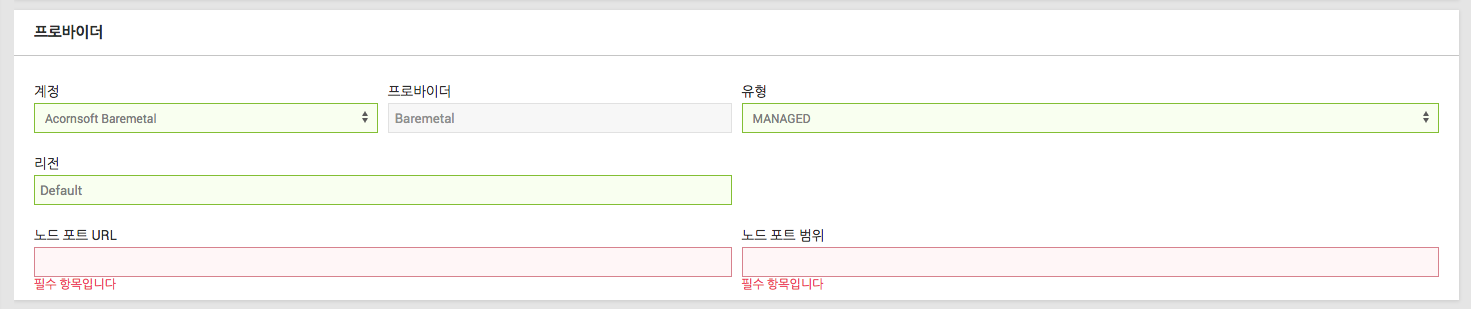 프로바이더
계정 프로바이더 유형
Acornsoft Baremetal Baremetal MANAGED
리전
Default
노드 포트 URL 노드 포트 범위
필수 항목입니다 필수 항목입니다